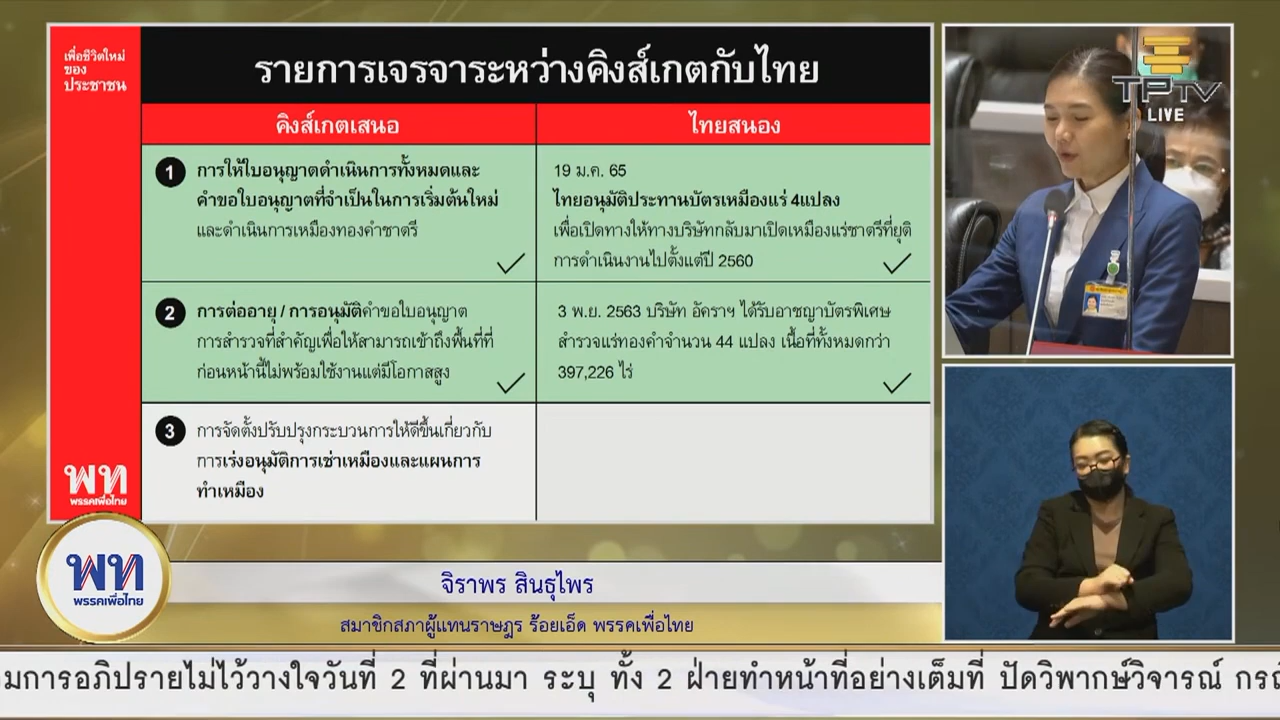 เพื่อชีวิตใหม่
ของ
ประชาชน
รายการเจรจาระหว่างคิงส์เกตกับไทย
คิงส์เกตเสนอ
ไทยสนอง
1
การให้ใบอนุญาตดำเนินการทั้งหมดและ
คำขอใบอนุญาตที่จำเป็นในการเริ่มต้นใหม่
และดำเนินการเหมืองทองคำชาตรี
19 ม.ค. 65
ไทยอนุมัติประทานบัตรเหมืองแร่ 4แปลง
เพื่อเปิดทางให้ทางบริษัทกลับมาเปิดเหมืองแร่ชาตรีที่ยุติ
การดำเนินงานไปตั้งแต่ปี 2560
2
การต่ออายุ / การอนุมัติคำขอใบอนุญาต
การสำรวจที่สำคัญเพื่อให้สามารถเข้าถึงพื้นที่ที่
ก่อนหน้านี้ไม่พร้อมใช้งานแต่มีโอกาสสูง
3 พ.ย. 2563 บริษัท อัคราฯ ได้รับอาชญาบัตรพิเศษ
สำรวจแร่ทองคำจำนวน 44 แปลง เนื้อที่ทั้งหมดกว่า
397,226 ไร่
3
การจัดตั้งปรับปรุงกระบวนการให้ดีขึ้นเกี่ยวกับ
การเร่งอนุมัติการเช่าเหมืองและแผนการ
ทำเหมือง
พท
พรรคเพื่อไทย
TPTV
LIVE
พท
พรรคเพื่อไทย
จิราพร สินธุไพร
สมาชิกสภาผู้แทนราษฎร ร้อยเอ็ด พรรคเพื่อไทย
มการอภิปรายไม่ไว้วางใจวันที่ 2 ที่ผ่านมา ระบุ ทั้ง 2 ฝ่ายทำหน้าที่อย่างเต็มที่ ปัดวิพากษ์วิจารณ์ กรณ